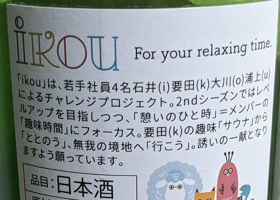 ikou For your relaxing time.
「ikou」は、若手社員4名石井(i)要田(k)大川(o)浦上(u)
によるチャレンジプロジェクト。2ndシーズンではレベ
ルアップを目指しつつ、「憩いのひと時」=メンバーの
「趣味時間」にフォーカス。要田(k)の趣味「サウナ」から
「ととのう」、無我の境地へ「行こう」。誘いの一献となり
ますよう願っています。
品目:日本酒